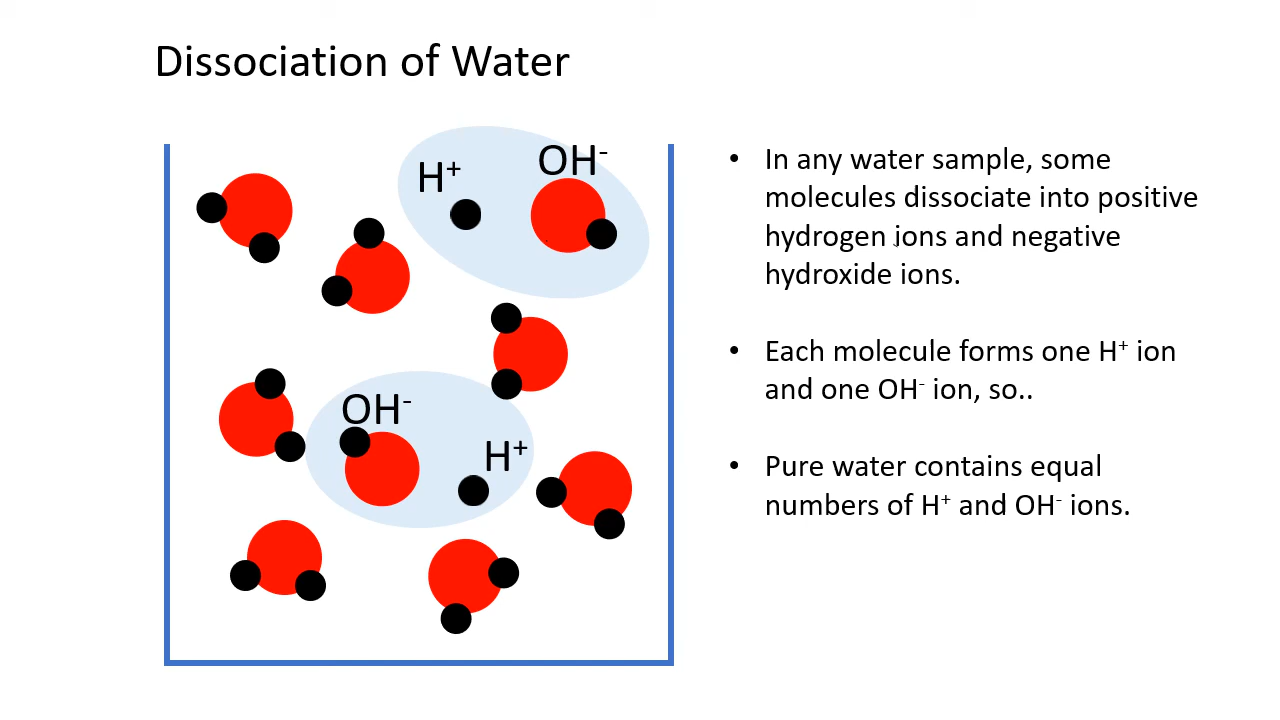 Dissociation of Water
H⁺
OH⁻
OH⁻
H⁺
• In any water sample, some
molecules dissociate into positive
hydrogen ions and negative
hydroxide ions.
• Each molecule forms one H⁺ ion
and one OH⁻ ion, so..
• Pure water contains equal
numbers of H⁺ and OH⁻ ions.